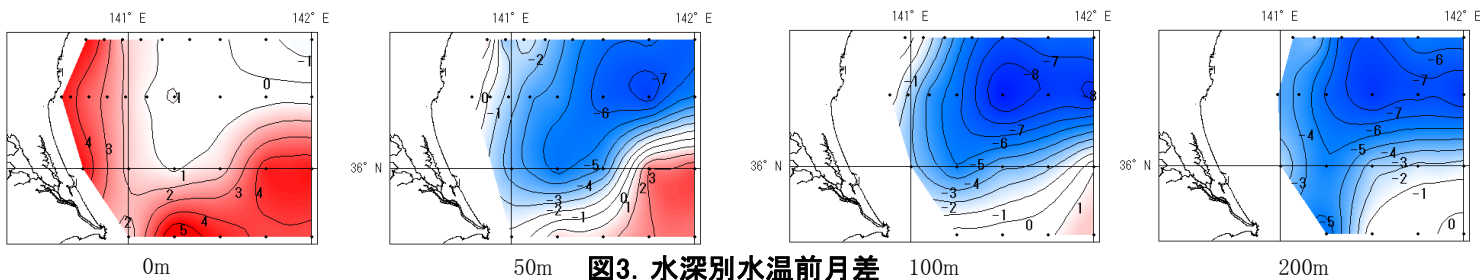 141° E 142° E 141° E 142° E 141° E 142° E 141° E 142° E
36° N 36° N 36° N
4 3 1 0 -1 1 2 3 4 2 5 4
-2 0 -1 -7 -6 -5 -4 -3 -2 -1 0 1 2 3
-1 -7 -8 -8 -7 -6 -5 -4 -3 -2 -1 0 1
-4 -6 -7 -7 -6 -5 -4 -3 -2 -1 0 -3 -5
0m 50m 図3. 水深別水温前月差 100m 200m